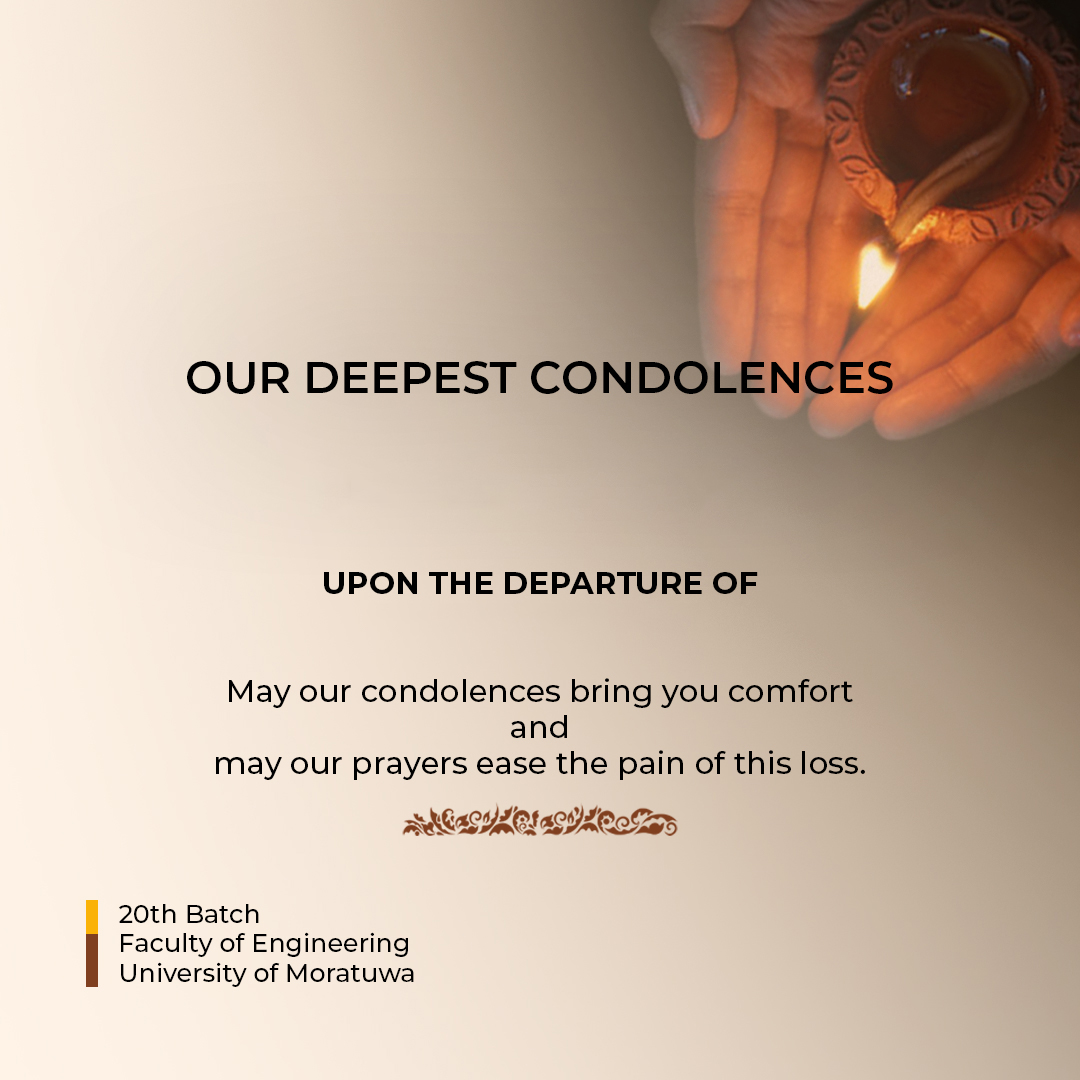 OUR DEEPEST CONDOLENCES
UPON THE DEPARTURE OF
May our condolences bring you comfort
and
may our prayers ease the pain of this loss.
20th Batch
Faculty of Engineering
University of Moratuwa